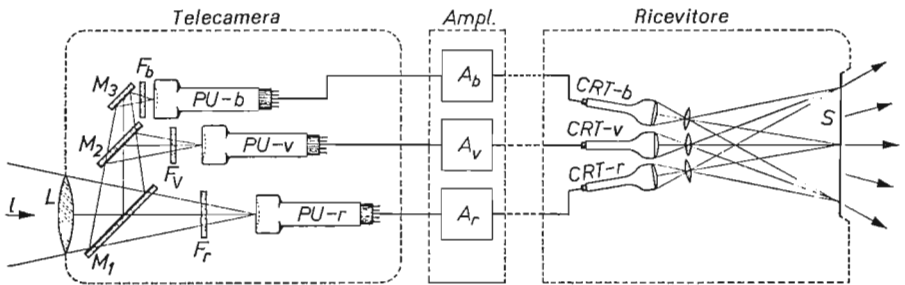 Telecamera
Ampl.
Ricevitore
M3
Fb
PU-b
Ab
CRT-b
M2
FV
PU-v
Av
CRT-v
S
l
L
M1
Fr
PU-r
Ar
CRT-r